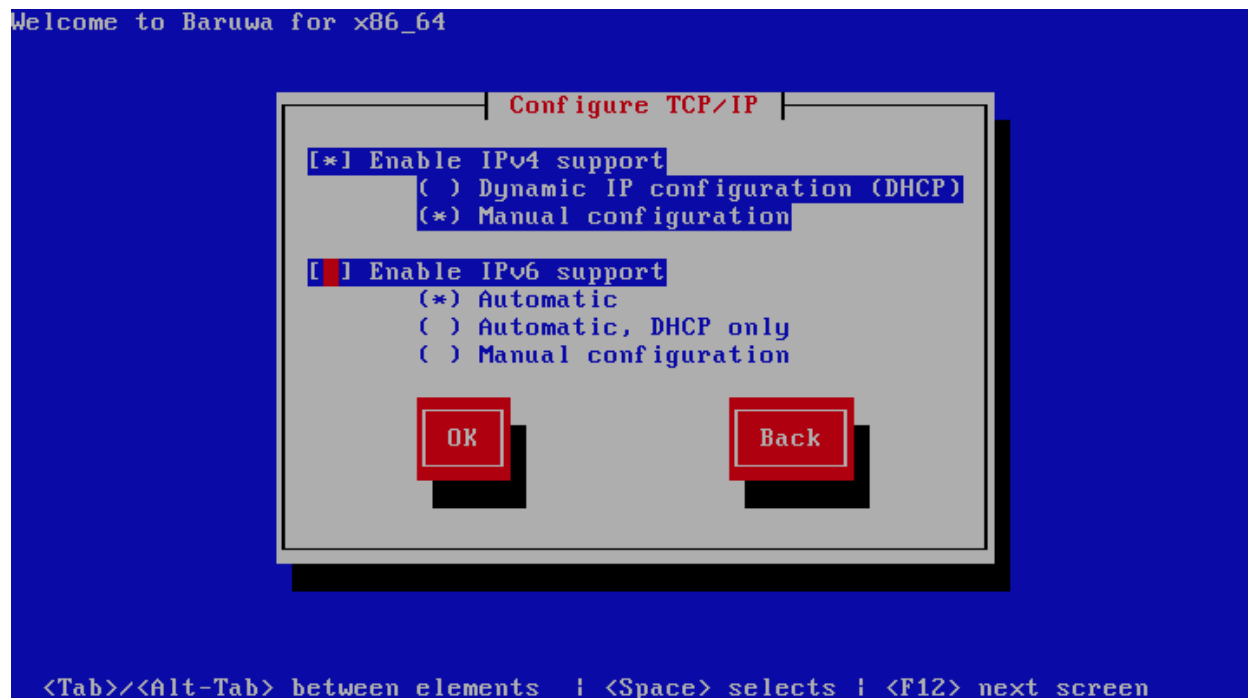 Welcome to Baruwa for x86_64
Configure TCP/IP
[*] Enable IPv4 support
( ) Dynamic IP configuration (DHCP)
(*) Manual configuration
[ ] Enable IPv6 support
(*) Automatic
( ) Automatic, DHCP only
( ) Manual configuration
OK Back
<Tab>/<Alt-Tab> between elements | <Space> selects | <F12> next screen